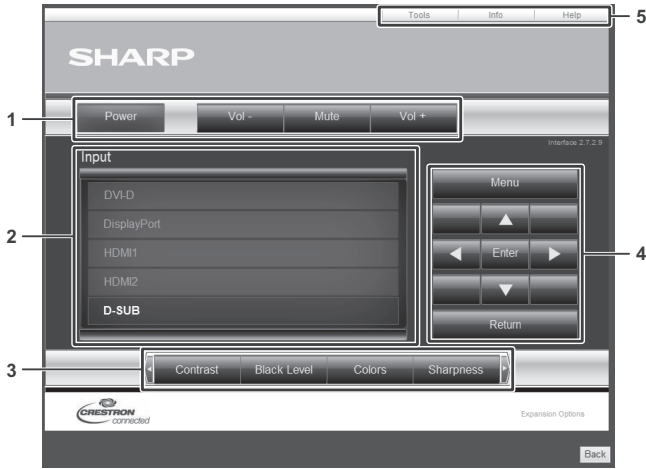 Tools Info Help 5
SHARP
1 Power Vol - Mute Vol +
Interface 2.7.2.9
Input
Menu
DVI-D
DisplayPort
2 HDMI1 Enter 4
HDMI2
D-SUB
Return
3 Contrast Black Level Colors Sharpness
CRESTRON
connected
Expansion Options
Back